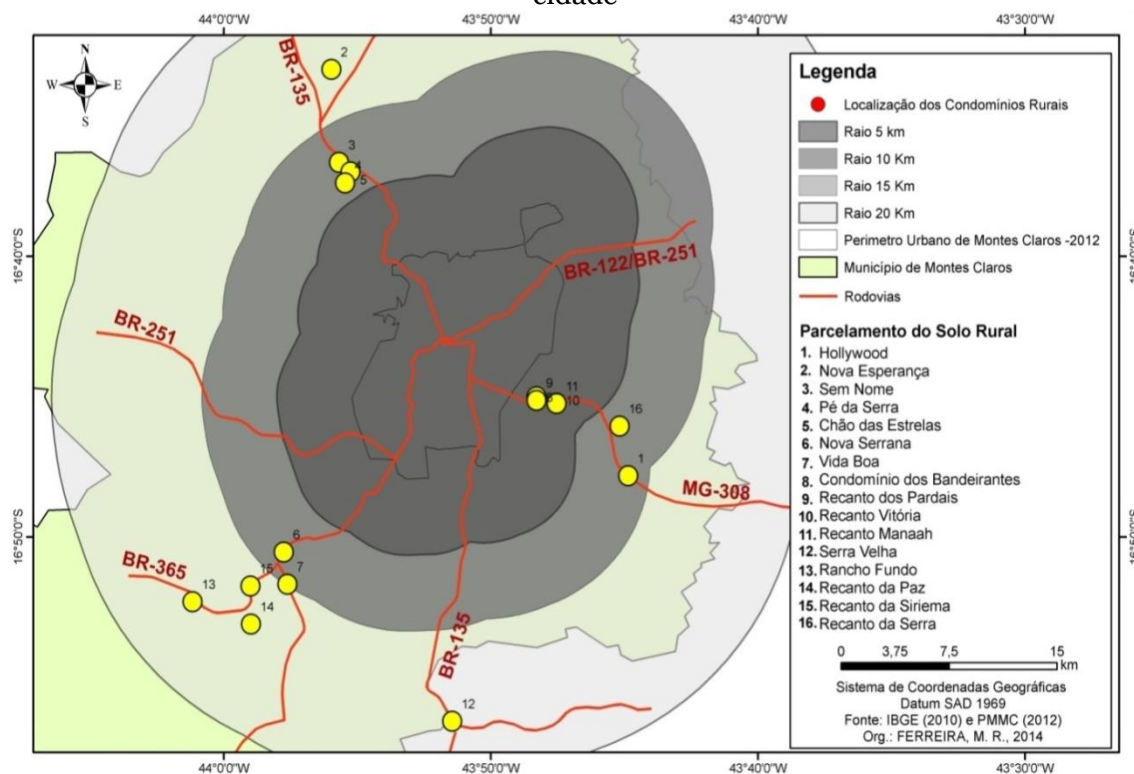 cidade
44°0'0"W 43°50'0"W 43°40'0"W 43°30'0"W
N
W E
S
BR-135
2
3
4
5
16°40'0"S
16°40'0"S
BR-122/BR-251
BR-251
9
8
11
10
16
1
MG-308
16°50'0"S
16°50'0"S
6
BR-365
15
7
13
14
BR-135
12
44°0'0"W 43°50'0"W 43°40'0"W 43°30'0"W
Legenda
Localização dos Condomínios Rurais
Raio 5 km
Raio 10 Km
Raio 15 Km
Raio 20 Km
Perimetro Urbano de Montes Claros -2012
Município de Montes Claros
Rodovias
Parcelamento do Solo Rural
1. Hollywood
2. Nova Esperança
3. Sem Nome
4. Pé da Serra
5. Chão das Estrelas
6. Nova Serrana
7. Vida Boa
8. Condomínio dos Bandeirantes
9. Recanto dos Pardais
10. Recanto Vitória
11. Recanto Manaah
12. Serra Velha
13. Rancho Fundo
14. Recanto da Paz
15. Recanto da Siriema
16. Recanto da Serra
0 3,75 7,5 15
km
Sistema de Coordenadas Geográficas
Datum SAD 1969
Fonte: IBGE (2010) e PMMC (2012)
Org.: FERREIRA, M. R., 2014